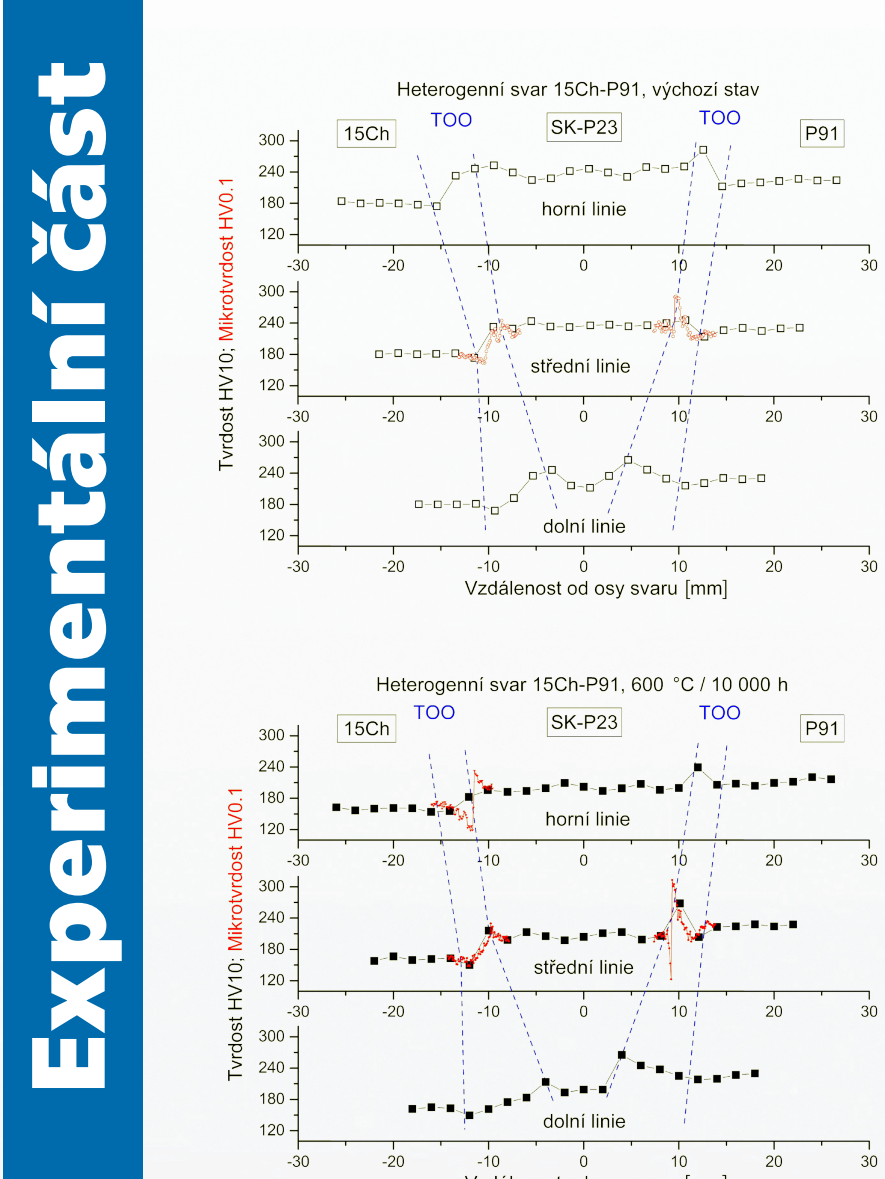 Experimentální část
Heterogenní svar 15Ch-P91, výchozí stav
TOO
TOO
15Ch
SK-P23
P91
300
240
180
120
horní linie
-30 -20 -10 0 10 20 30
300
240
180
120
střední linie
-30 -20 -10 0 10 20 30
300
240
180
120
dolní linie
-30 -20 -10 0 10 20 30
Tvrdost HV10; Mikrotvrdost HV0.1
Vzdálenost od osy svaru [mm]
Heterogenní svar 15Ch-P91, 600 °C / 10 000 h
TOO
TOO
15Ch
SK-P23
P91
300
240
180
120
horní linie
-30 -20 -10 0 10 20 30
300
240
180
120
střední linie
-30 -20 -10 0 10 20 30
300
240
180
120
dolní linie
-30 -20 -10 0 10 20 30
Tvrdost HV10; Mikrotvrdost HV0.1